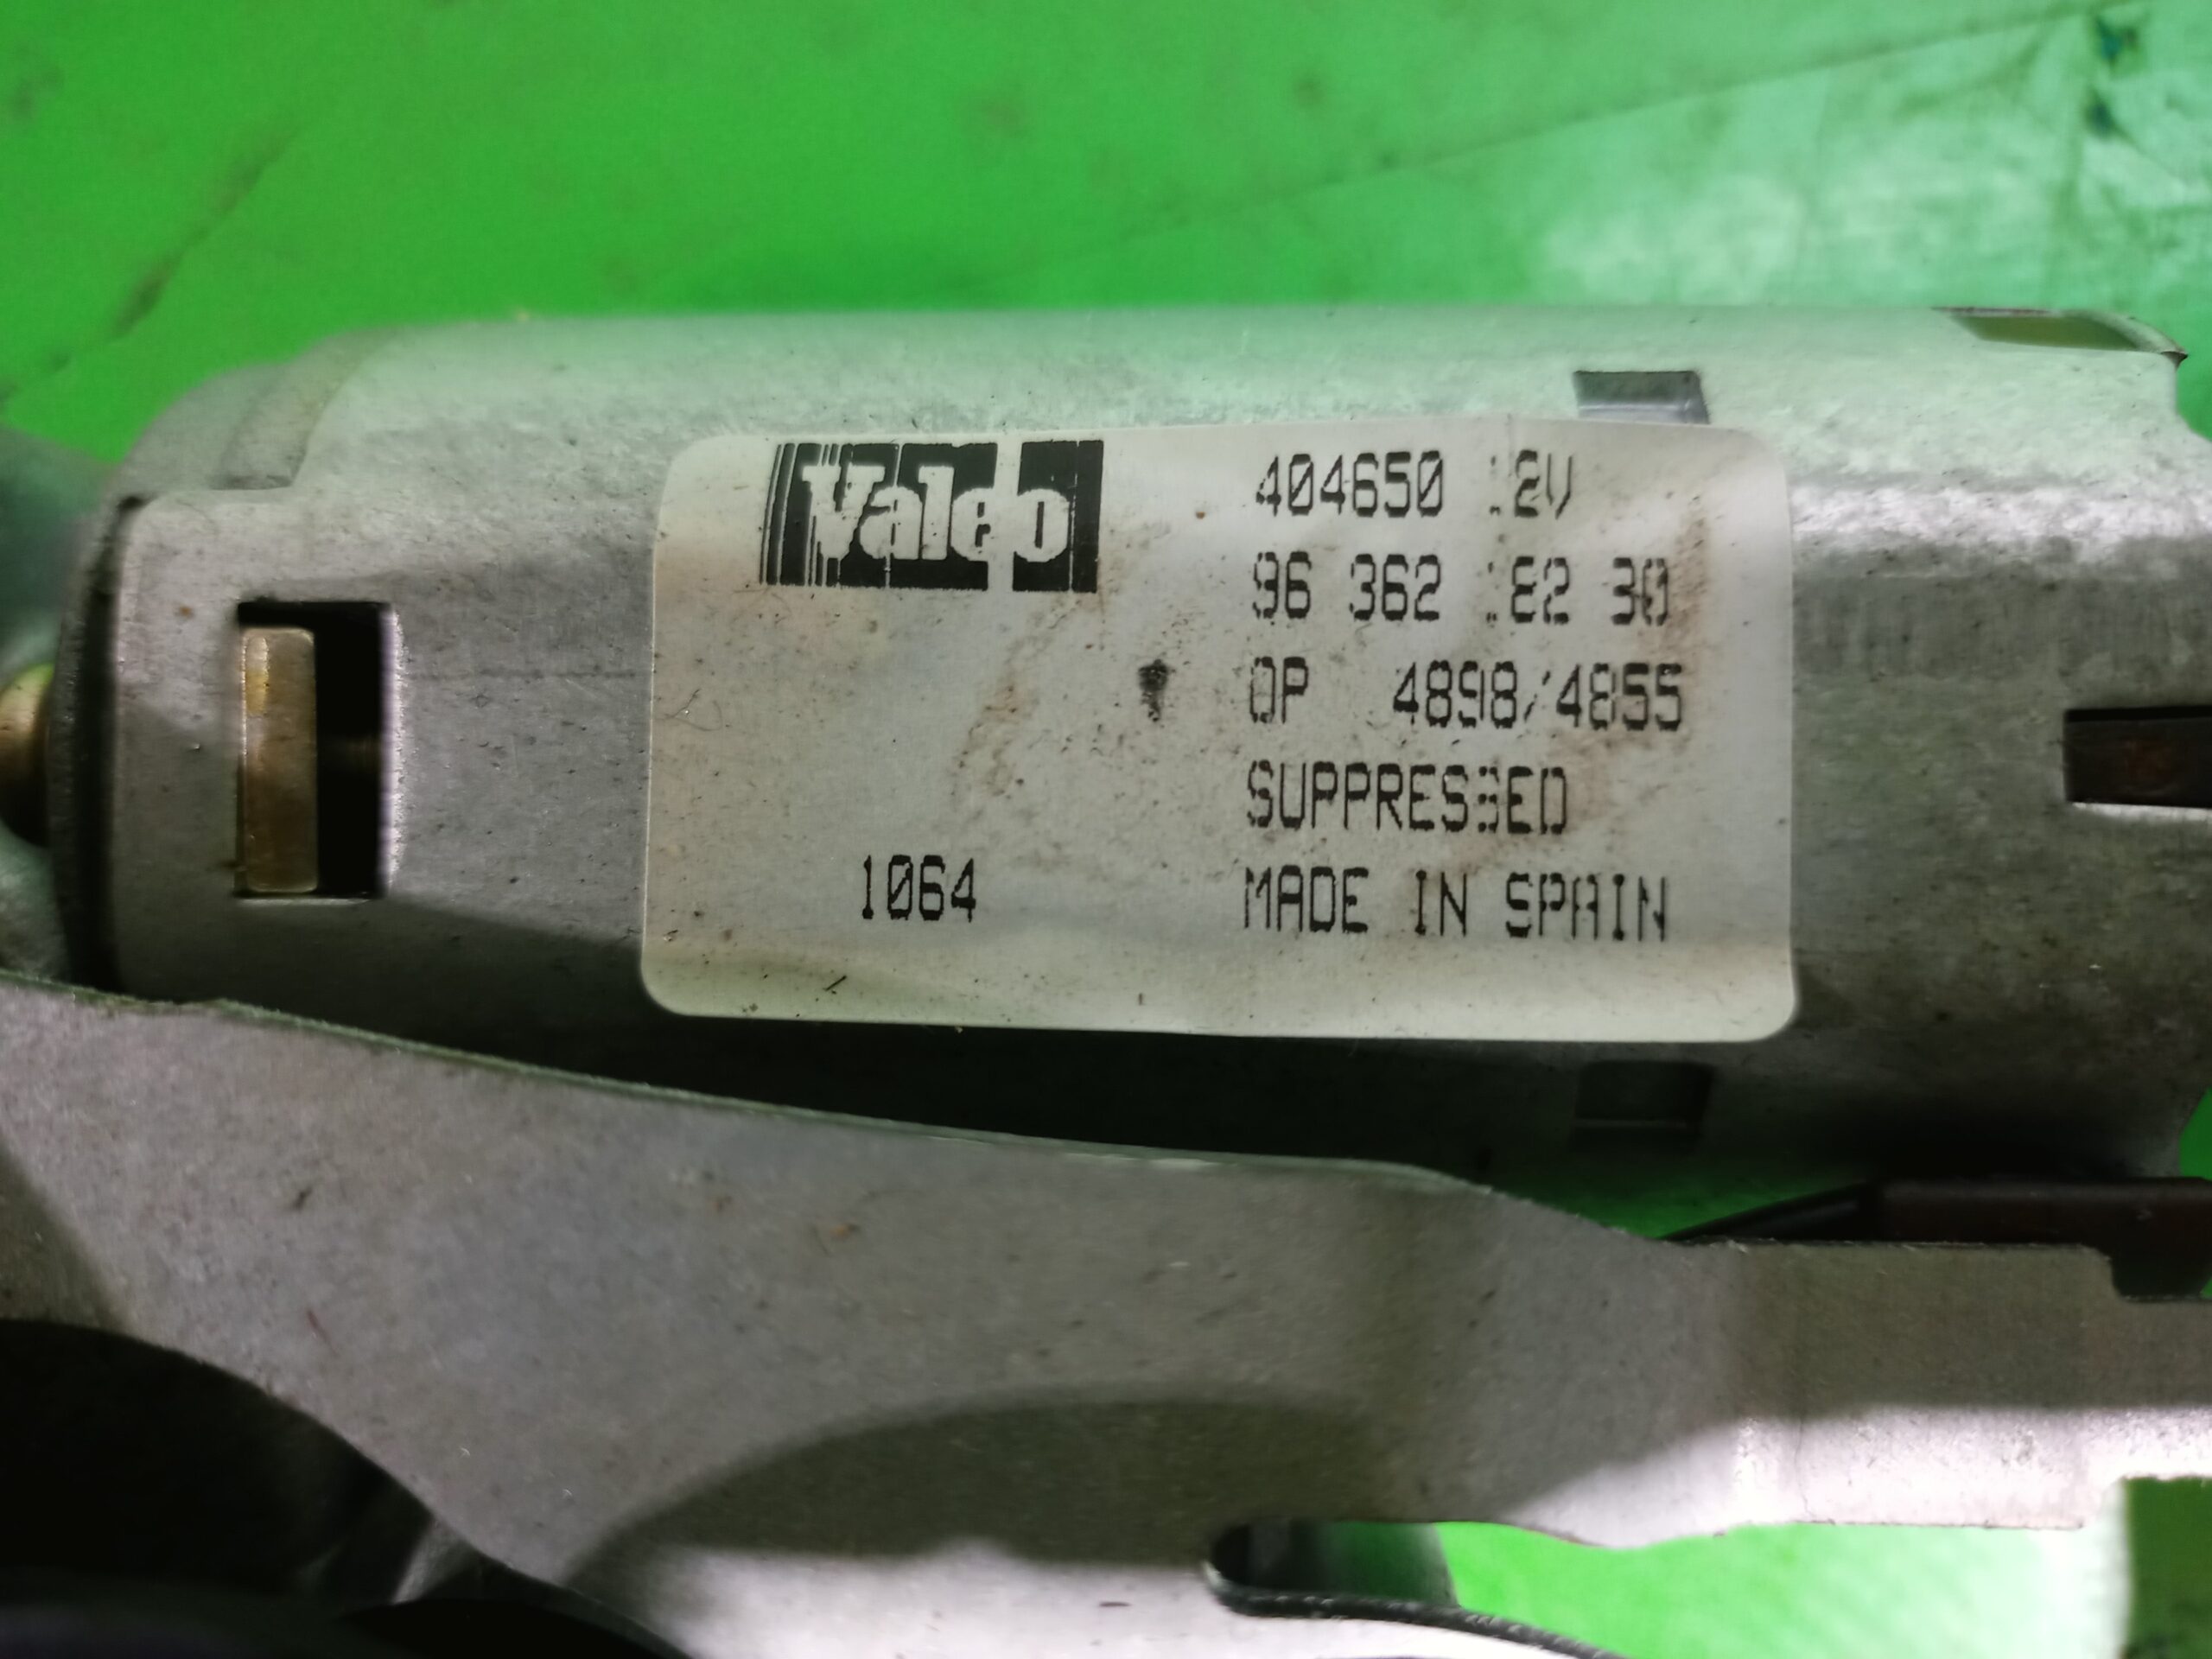 Valeo
404650 12V
96 362 182 30
OP 4898/4855
SUPPRESSED
1064 MADE IN SPAIN